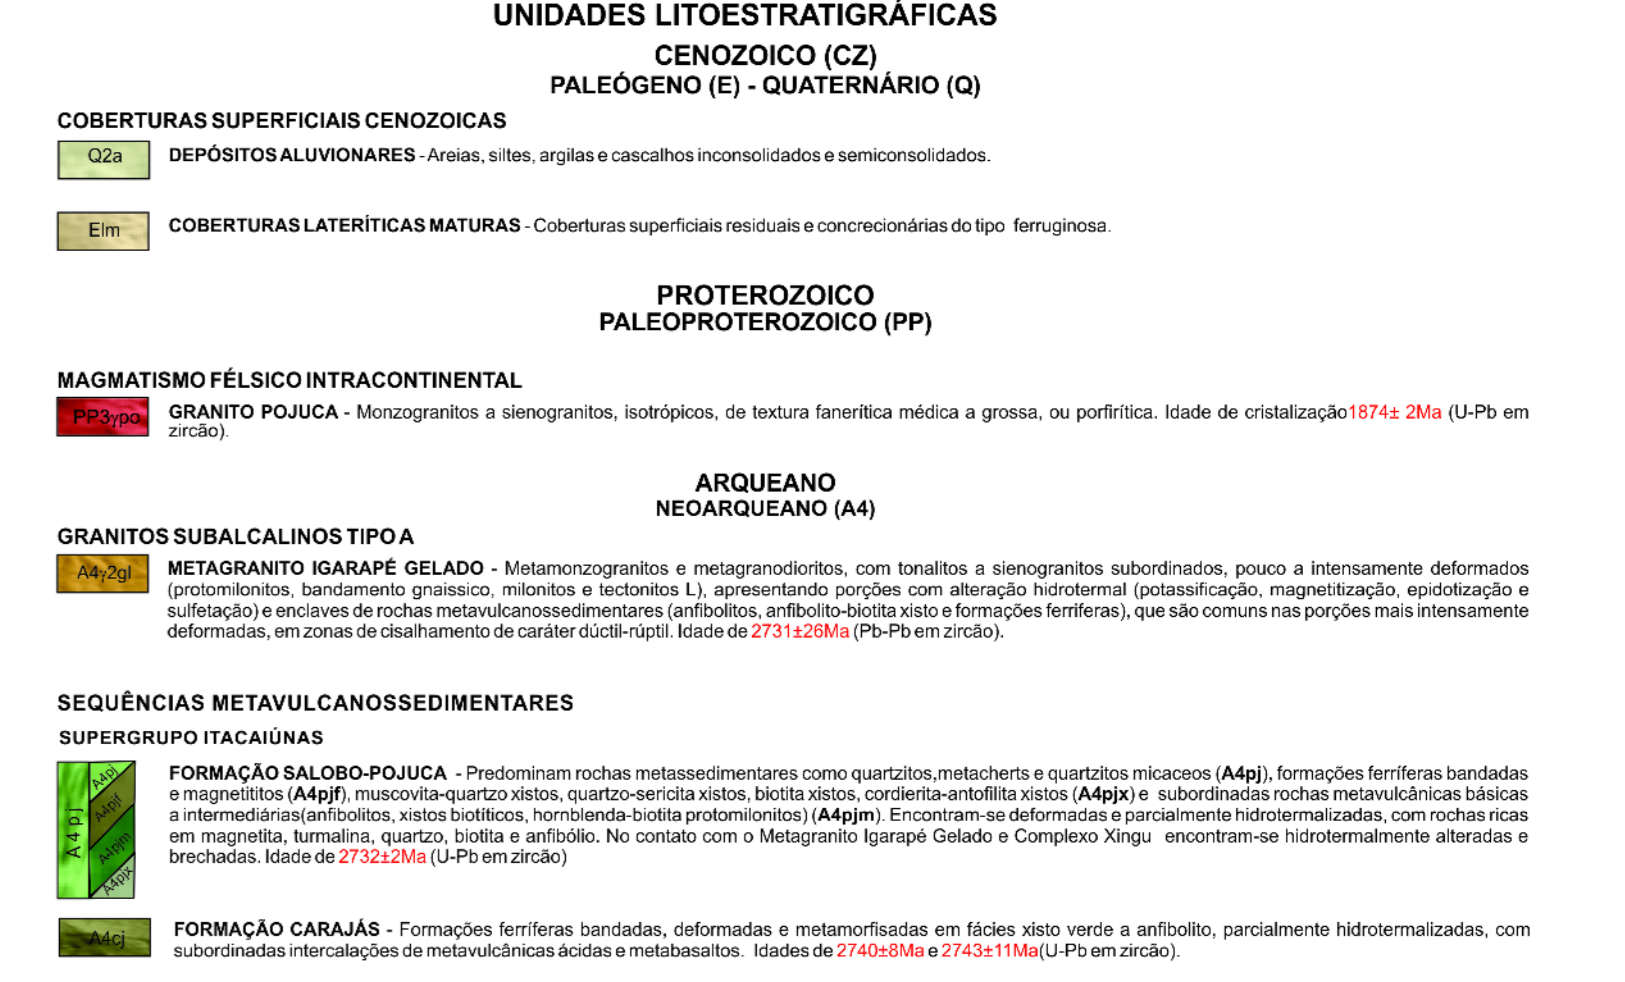 UNIDADES LITOESTRATIGRÁFICAS
CENOZOICO (CZ)
PALEÓGENO (E) - QUATERNÁRIO (Q)
COBERTURAS SUPERFICIAIS CENOZOICAS
Q2a
DEPÓSITOS ALUVIONARES - Areias, siltes, argilas e cascalhos inconsolidados e semiconsolidados.
Elm
COBERTURAS LATERÍTICAS MATURAS - Coberturas superficiais residuais e concrecionárias do tipo ferruginosa.
PROTEROZOICO
PALEOPROTEROZOICO (PP)
MAGMATISMO FÉLSICO INTRACONTINENTAL
PP3γpo
GRANITO POJUCA - Monzogranitos a sienogranitos, isotrópicos, de textura fanerítica médica a grossa, ou porfirítica. Idade de cristalização1874± 2Ma (U-Pb em
zircão).
ARQUEANO
NEOARQUEANO (A4)
GRANITOS SUBALCALINOS TIPO A
A4γ2gl
METAGRANITO IGARAPÉ GELADO - Metamonzogranitos e metagranodioritos, com tonalitos a sienogranitos subordinados, pouco a intensamente deformados
(protomilonitos, bandamento gnaissico, milonitos e tectonitos L), apresentando porções com alteração hidrotermal (potassificação, magnetitização, epidotização e
sulfetação) e enclaves de rochas metavulcanossedimentares (anfibolitos, anfibolito-biotita xisto e formações ferriferas), que são comuns nas porções mais intensamente
deformadas, em zonas de cisalhamento de caráter dúctil-rúptil. Idade de 2731±26Ma (Pb-Pb em zircão).
SEQUÊNCIAS METAVULCANOSSEDIMENTARES
SUPERGRUPO ITACAIÚNAS
A4pj
A4pj
A4pjf
A4pjm
A4pjx
FORMAÇÃO SALOBO-POJUCA - Predominam rochas metassedimentares como quartzitos,metacherts e quartzitos micaceos (A4pj), formações ferríferas bandadas
e magnetititos (A4pjf), muscovita-quartzo xistos, quartzo-sericita xistos, biotita xistos, cordierita-antofilita xistos (A4pjx) e subordinadas rochas metavulcânicas básicas
a intermediárias(anfibolitos, xistos biotíticos, hornblenda-biotita protomilonitos) (A4pjm). Encontram-se deformadas e parcialmente hidrotermalizadas, com rochas ricas
em magnetita, turmalina, quartzo, biotita e anfibólio. No contato com o Metagranito Igarapé Gelado e Complexo Xingu encontram-se hidrotermalmente alteradas e
brechadas. Idade de 2732±2Ma (U-Pb em zircão)
A4cj
FORMAÇÃO CARAJÁS - Formações ferríferas bandadas, deformadas e metamorfisadas em fácies xisto verde a anfibolito, parcialmente hidrotermalizadas, com
subordinadas intercalações de metavulcânicas ácidas e metabasaltos. Idades de 2740±8Ma e 2743±11Ma(U-Pb em zircão).